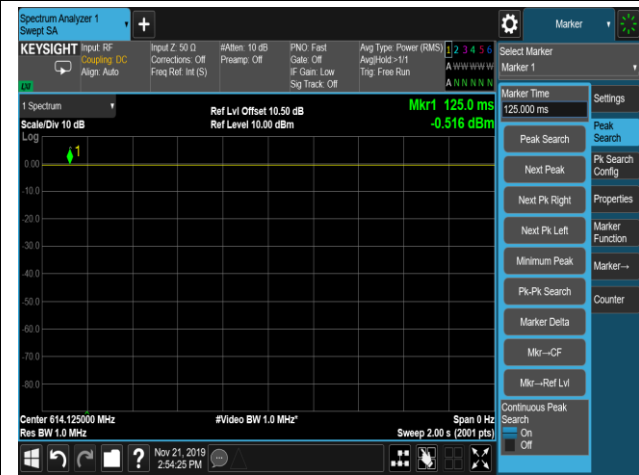 Spectrum Analyzer 1
Swept SA
+
Marker
KEYSIGHT
Input: RF
Coupling: DC
Align: Auto
Input Z: 50 Ω
Corrections: Off
Freq Ref: Int (S)
#Atten: 10 dB
Preamp: Off
PNO: Fast
Gate: Off
IF Gain: Low
Sig Track: Off
Avg Type: Power (RMS)
Avg|Hold:>1/1
Trig: Free Run
1 2 3 4 5 6
A W W W W W
A N N N N N
Select Marker
Marker 1
1 Spectrum
Scale/Div 10 dB
Log
Ref Lvl Offset 10.50 dB
Ref Level 10.00 dBm
Mkr1 125.0 ms
-0.516 dBm
1
0.00
-10.0
-20.0
-30.0
-40.0
-50.0
-60.0
-70.0
-80.0
Center 614.125000 MHz
Res BW 1.0 MHz
#Video BW 1.0 MHz*
Span 0 Hz
Sweep 2.00 s (2001 pts)
Marker Time
125.000 ms
Peak Search
Next Peak
Next Pk Right
Next Pk Left
Minimum Peak
Pk-Pk Search
Marker Delta
Mkr→CF
Mkr→Ref Lvl
Continuous Peak
Search
On
Off
Settings
Peak
Search
Pk Search
Config
Properties
Marker
Function
Marker→
Counter
?
Nov 21, 2019
2:54:25 PM